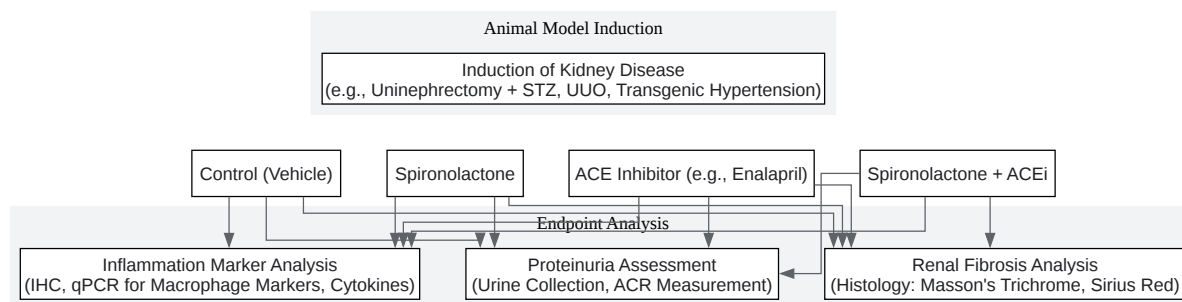 Animal Model Induction
Induction of Kidney Disease
(e.g., Uninephrectomy + STZ, UUO, Transgenic Hypertension)
Control (Vehicle)
Spironolactone
ACE Inhibitor (e.g., Enalapril)
Spironolactone + ACEi
Endpoint Analysis
Inflammation Marker Analysis
(IHC, qPCR for Macrophage Markers, Cytokines)
Proteinuria Assessment
(Urine Collection, ACR Measurement)
Renal Fibrosis Analysis
(Histology: Masson's Trichrome, Sirius Red)